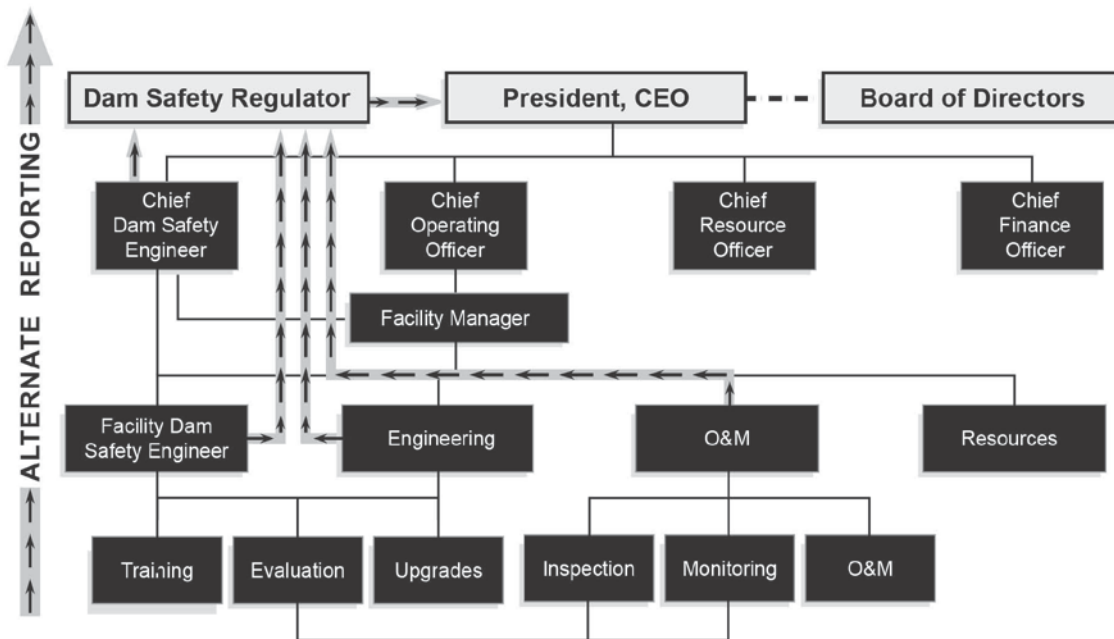 ALTERNATE REPORTING
Dam Safety Regulator
President, CEO
Board of Directors
Chief
Dam Safety
Engineer
Chief
Operating
Officer
Chief
Resource
Officer
Chief
Finance
Officer
Facility Manager
Facility Dam
Safety Engineer
Engineering
O&M
Resources
Training
Evaluation
Upgrades
Inspection
Monitoring
O&M